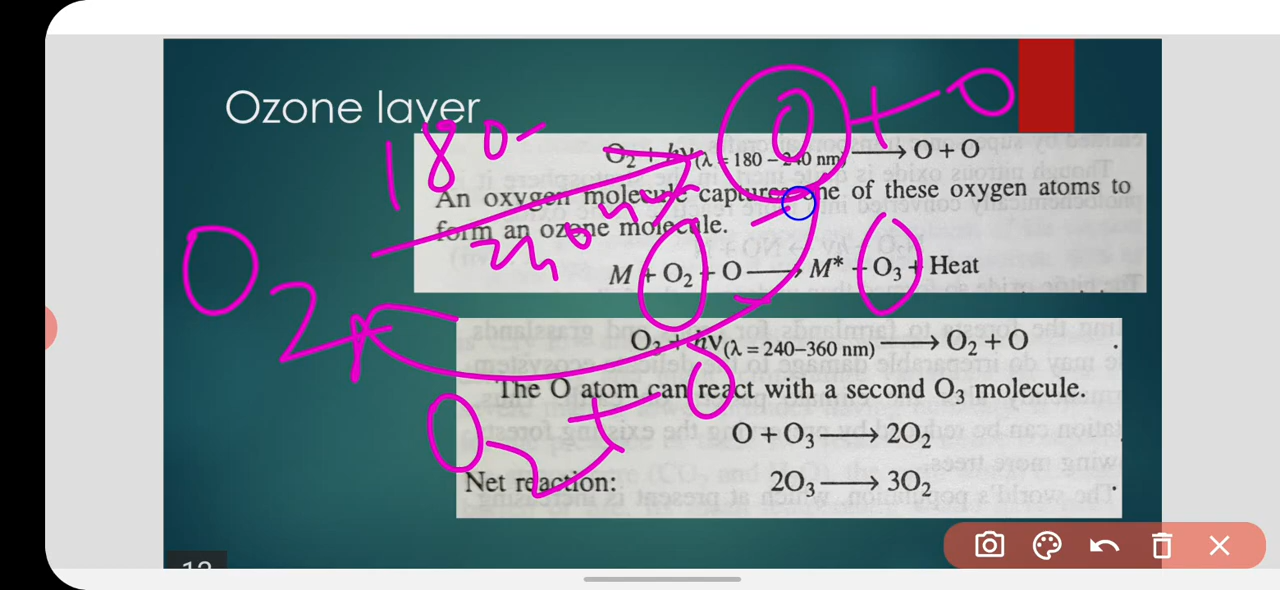 Ozone layer
180-
O + O
O₂ + hν(λ = 180 – 240 nm) ⟶ O + O
An oxygen molecule captures one of these oxygen atoms to
form an ozone molecule.
O₂
M + O₂ + O ⟶ M* + O₃ + Heat
O₃ + hν(λ = 240–360 nm) ⟶ O₂ + O
The O atom can react with a second O₃ molecule.
O + O₃ ⟶ 2O₂
Net reaction: 2O₃ ⟶ 3O₂
12